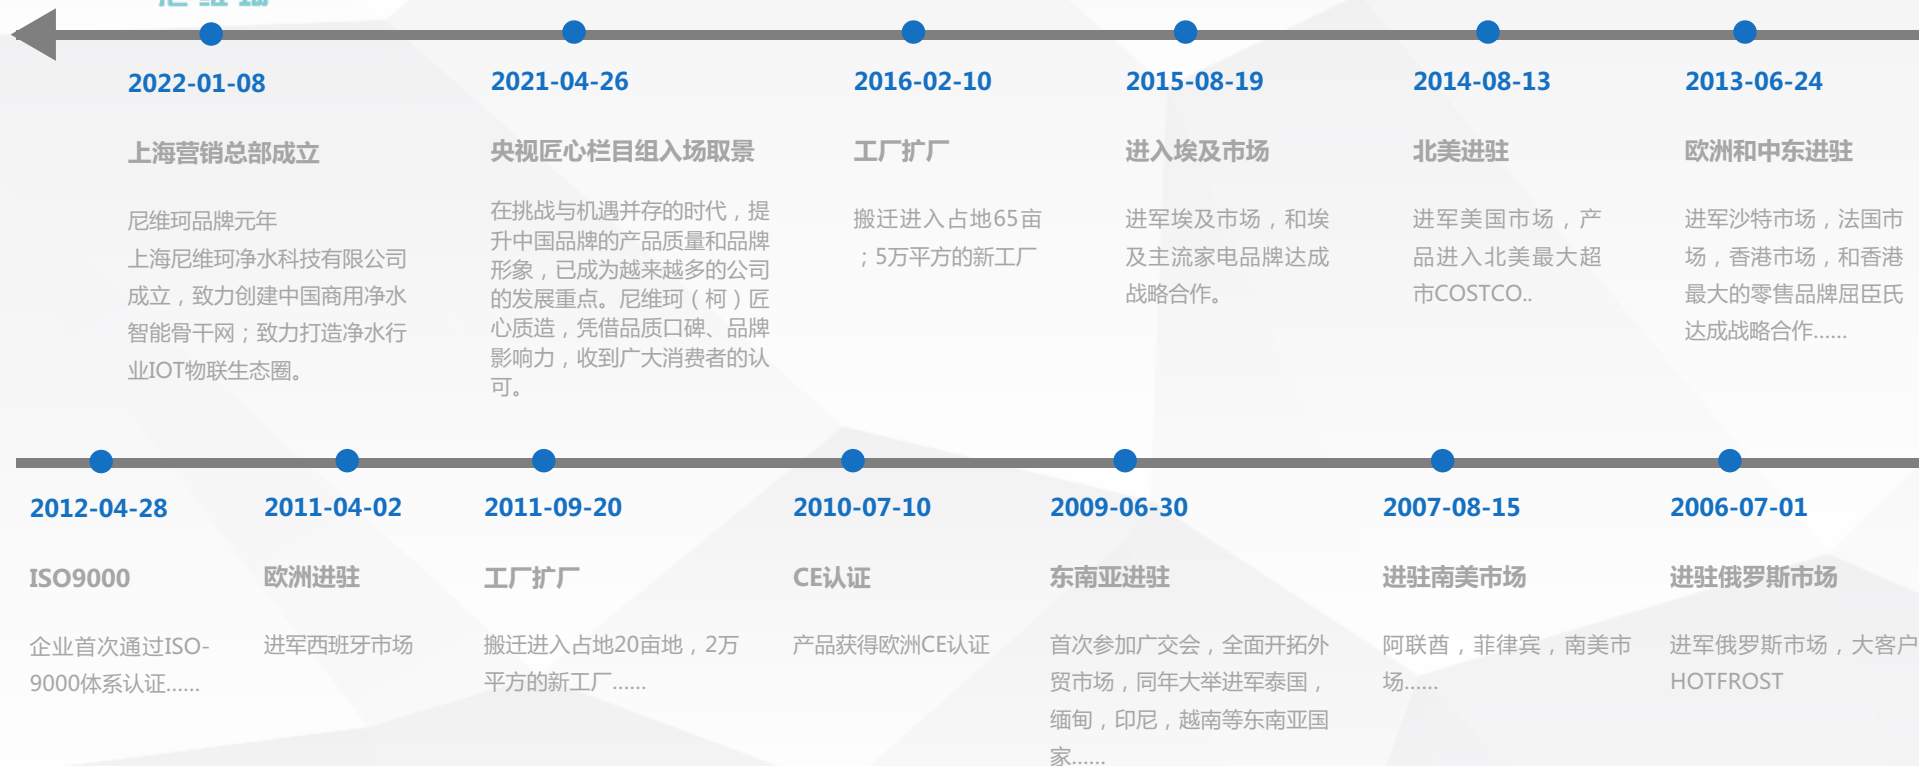 2022-01-08
上海营销总部成立
尼维珂品牌元年
上海尼维珂净水科技有限公司
成立，致力创建中国商用净水
智能骨干网；致力打造净水行
业IOT物联生态圈。
2021-04-26
央视匠心栏目组入场取景
在挑战与机遇并存的时代，提
升中国品牌的产品质量和品牌
形象，已成为越来越多的公司
的发展重点。尼维珂（柯）匠
心质造，凭借品质口碑、品牌
影响力，收到广大消费者的认
可。
2016-02-10
工厂扩厂
搬迁进入占地65亩
；5万平方的新工厂
2015-08-19
进入埃及市场
进军埃及市场，和埃
及主流家电品牌达成
战略合作。
2014-08-13
北美进驻
进军美国市场，产
品进入北美最大超
市COSTCO..
2013-06-24
欧洲和中东进驻
进军沙特市场，法国市
场，香港市场，和香港
最大的零售品牌屈臣氏
达成战略合作......
2012-04-28
ISO9000
企业首次通过ISO-
9000体系认证......
2011-04-02
欧洲进驻
进军西班牙市场
2011-09-20
工厂扩厂
搬迁进入占地20亩地，2万
平方的新工厂......
2010-07-10
CE认证
产品获得欧洲CE认证
2009-06-30
东南亚进驻
首次参加广交会，全面开拓外
贸市场，同年大举进军泰国，
缅甸，印尼，越南等东南亚国
家......
2007-08-15
进驻南美市场
阿联酋，菲律宾，南美市
场......
2006-07-01
进驻俄罗斯市场
进军俄罗斯市场，大客户
HOTFROST